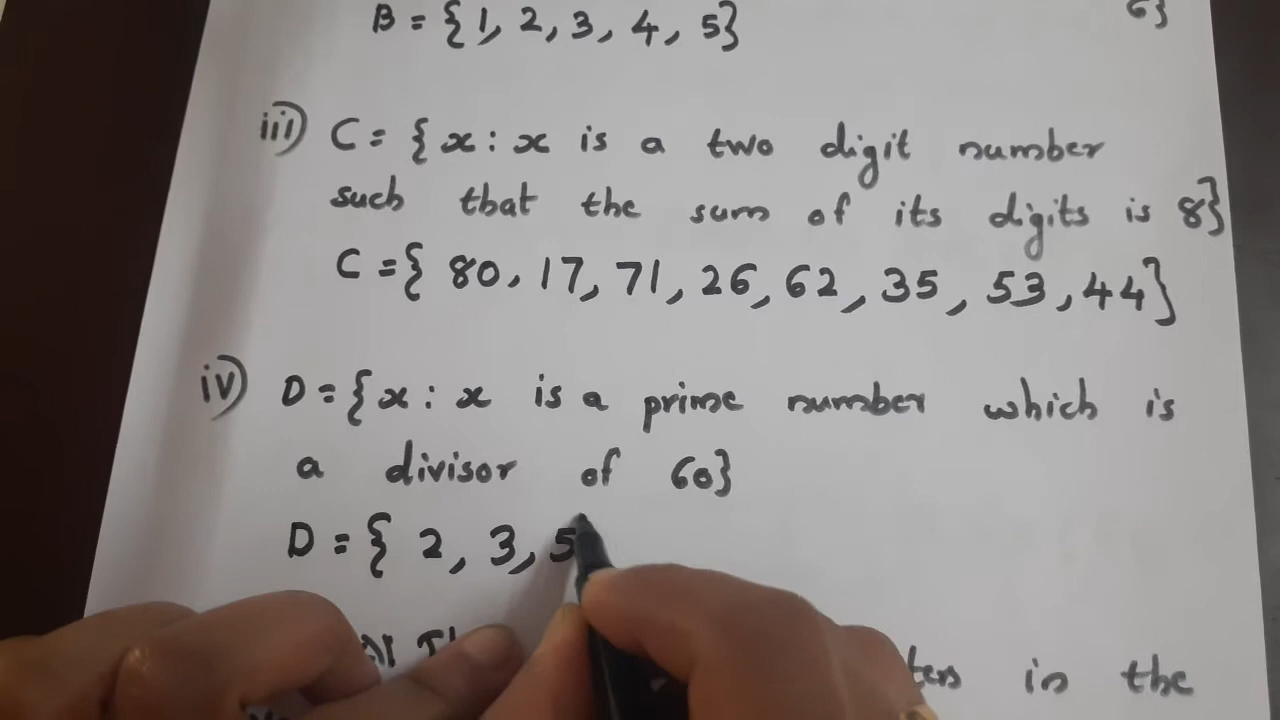 B = {1, 2, 3, 4, 5}
6}
iii) C = {x : x is a two digit number
such that the sum of its digits is 8}
C = { 80, 17, 71, 26, 62, 35, 53, 44}
iv) D = {x : x is a prime number which is
a divisor of 60}
D = { 2, 3, 5
in the